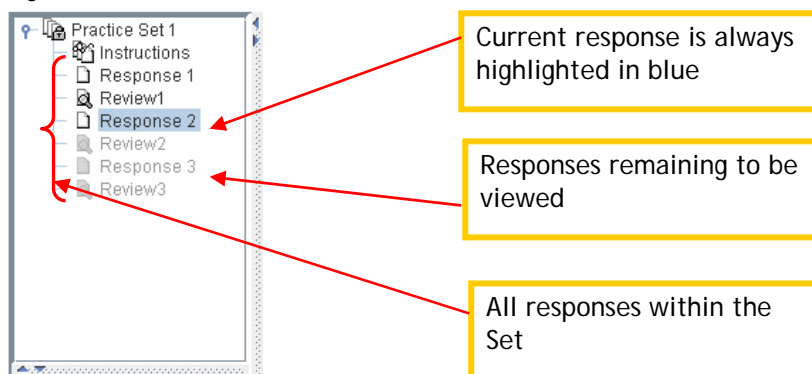 Practice Set 1
Instructions
Response 1
Review1
Response 2
Review2
Response 3
Review3
Current response is always
highlighted in blue
Responses remaining to be
viewed
All responses within the
Set